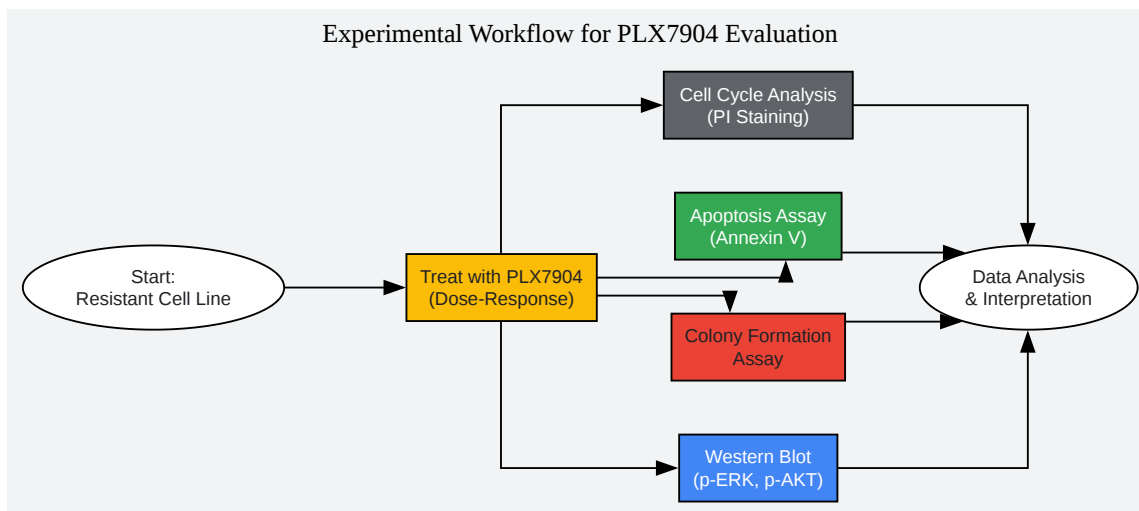 Experimental Workflow for PLX7904 Evaluation
Cell Cycle Analysis
(PI Staining)
Apoptosis Assay
(Annexin V)
Start:
Resistant Cell Line
Treat with PLX7904
(Dose-Response)
Data Analysis
& Interpretation
Colony Formation
Assay
Western Blot
(p-ERK, p-AKT)